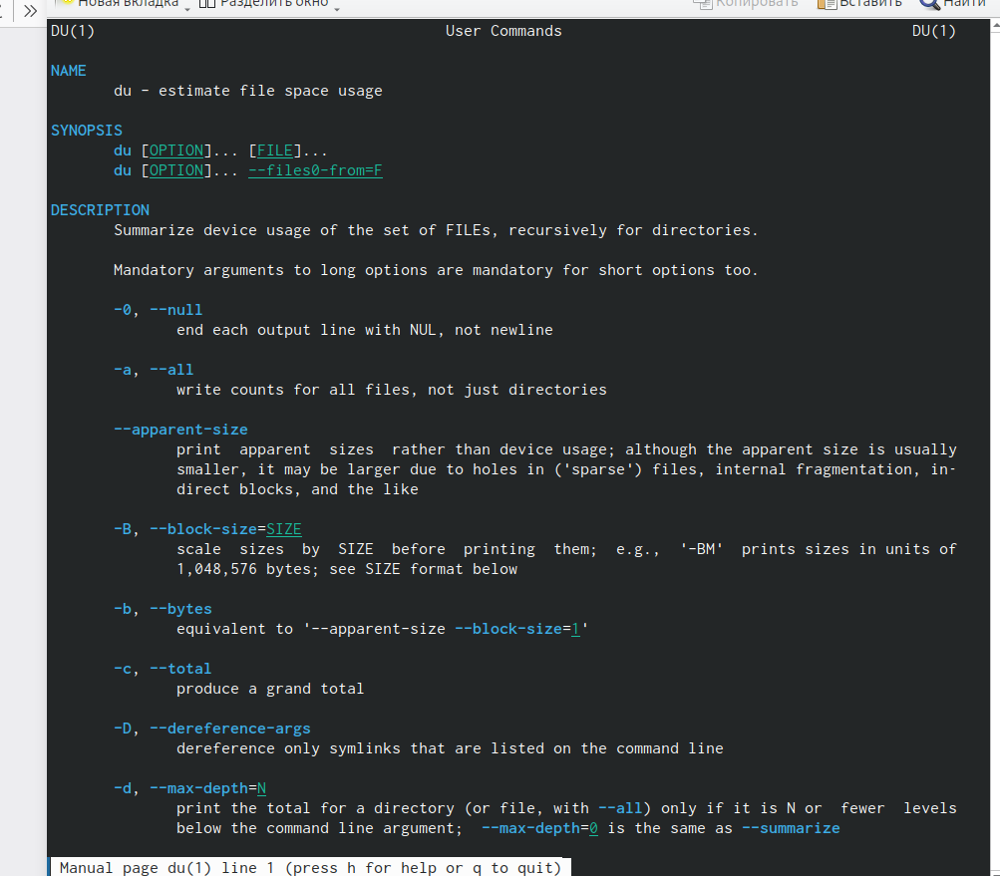 Новая вкладка Разделить окно Копировать Вставить Найти
DU(1) User Commands DU(1)
NAME
du - estimate file space usage
SYNOPSIS
du [OPTION]... [FILE]...
du [OPTION]... --files0-from=F
DESCRIPTION
Summarize device usage of the set of FILEs, recursively for directories.
Mandatory arguments to long options are mandatory for short options too.
-0, --null
end each output line with NUL, not newline
-a, --all
write counts for all files, not just directories
--apparent-size
print apparent sizes rather than device usage; although the apparent size is usually
smaller, it may be larger due to holes in ('sparse') files, internal fragmentation, in-
direct blocks, and the like
-B, --block-size=SIZE
scale sizes by SIZE before printing them; e.g., '-BM' prints sizes in units of
1,048,576 bytes; see SIZE format below
-b, --bytes
equivalent to '--apparent-size --block-size=1'
-c, --total
produce a grand total
-D, --dereference-args
dereference only symlinks that are listed on the command line
-d, --max-depth=N
print the total for a directory (or file, with --all) only if it is N or fewer levels
below the command line argument; --max-depth=0 is the same as --summarize
Manual page du(1) line 1 (press h for help or q to quit)